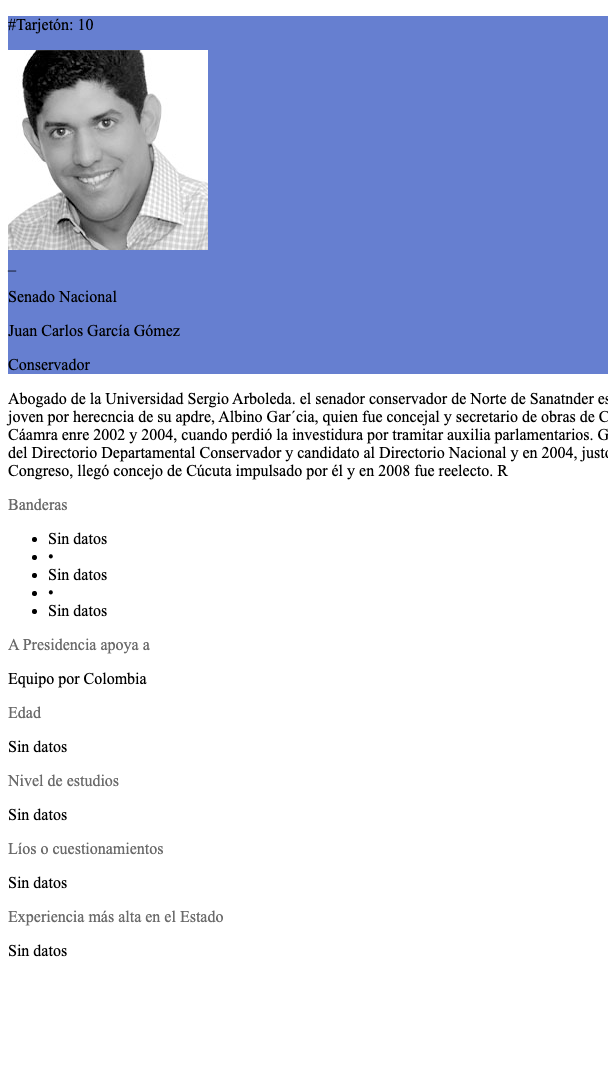 #Tarjetón: 10
_
Senado Nacional
Juan Carlos García Gómez
Conservador
Abogado de la Universidad Sergio Arboleda. el senador conservador de Norte de Sanatnder es
joven por herecncia de su apdre, Albino Gar´cia, quien fue concejal y secretario de obras de C
Cáamra enre 2002 y 2004, cuando perdió la investidura por tramitar auxilia parlamentarios. G
del Directorio Departamental Conservador y candidato al Directorio Nacional y en 2004, justo
Congreso, llegó concejo de Cúcuta impulsado por él y en 2008 fue reelecto. R
Banderas
• Sin datos
• •
• Sin datos
• •
• Sin datos
A Presidencia apoya a
Equipo por Colombia
Edad
Sin datos
Nivel de estudios
Sin datos
Líos o cuestionamientos
Sin datos
Experiencia más alta en el Estado
Sin datos